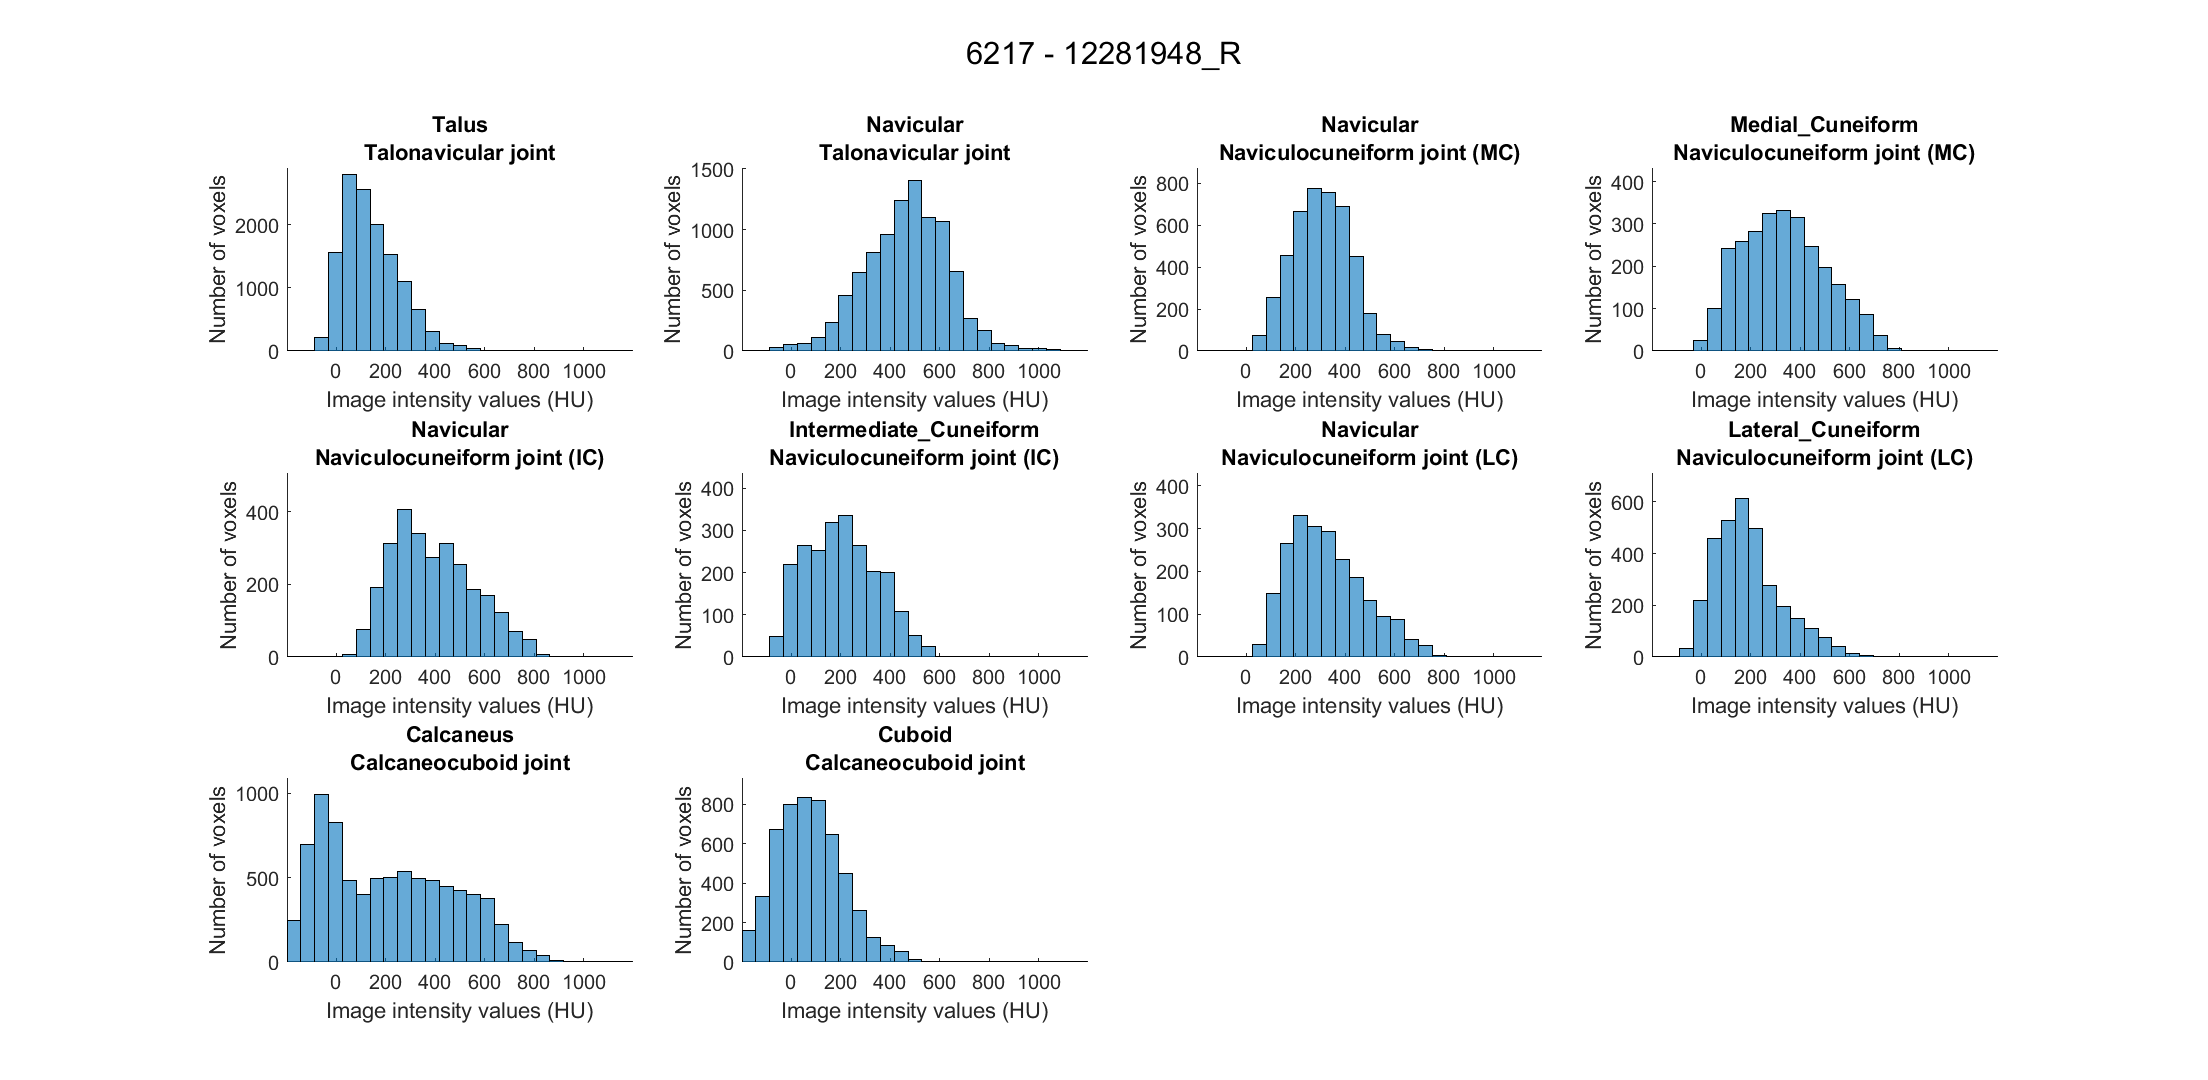 6217 - 12281948_R
Talus
Talonavicular joint
Number of voxels
2000
1000
0
0 200 400 600 800 1000
Image intensity values (HU)
Navicular
Talonavicular joint
Number of voxels
1500
1000
500
0
0 200 400 600 800 1000
Image intensity values (HU)
Navicular
Naviculocuneiform joint (MC)
Number of voxels
800
600
400
200
0
0 200 400 600 800 1000
Image intensity values (HU)
Medial_Cuneiform
Naviculocuneiform joint (MC)
Number of voxels
400
300
200
100
0
0 200 400 600 800 1000
Image intensity values (HU)
Navicular
Naviculocuneiform joint (IC)
Number of voxels
400
200
0
0 200 400 600 800 1000
Image intensity values (HU)
Intermediate_Cuneiform
Naviculocuneiform joint (IC)
Number of voxels
400
300
200
100
0
0 200 400 600 800 1000
Image intensity values (HU)
Navicular
Naviculocuneiform joint (LC)
Number of voxels
400
300
200
100
0
0 200 400 600 800 1000
Image intensity values (HU)
Lateral_Cuneiform
Naviculocuneiform joint (LC)
Number of voxels
600
400
200
0
0 200 400 600 800 1000
Image intensity values (HU)
Calcaneus
Calcaneocuboid joint
Number of voxels
1000
500
0
0 200 400 600 800 1000
Image intensity values (HU)
Cuboid
Calcaneocuboid joint
Number of voxels
800
600
400
200
0
0 200 400 600 800 1000
Image intensity values (HU)